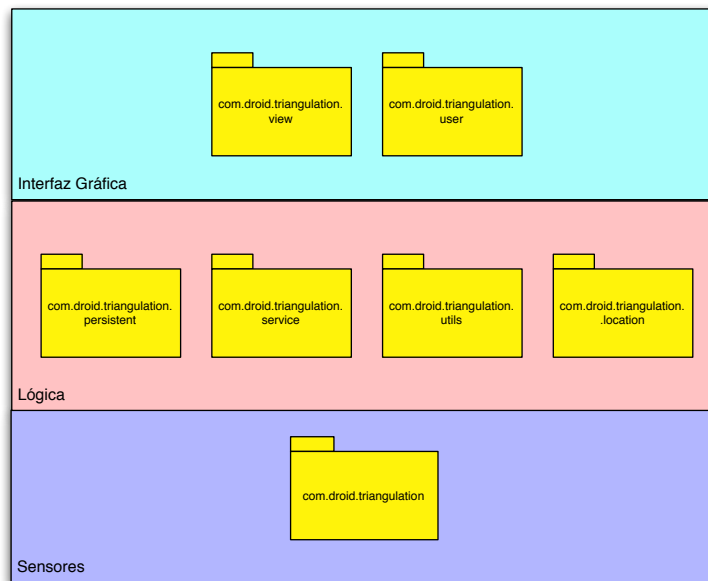 com.droid.triangulation.
view
com.droid.triangulation.
user
Interfaz Gráfica
com.droid.triangulation.
persistent
com.droid.triangulation.
service
com.droid.triangulation.
utils
com.droid.triangulation.
.location
Lógica
com.droid.triangulation
Sensores